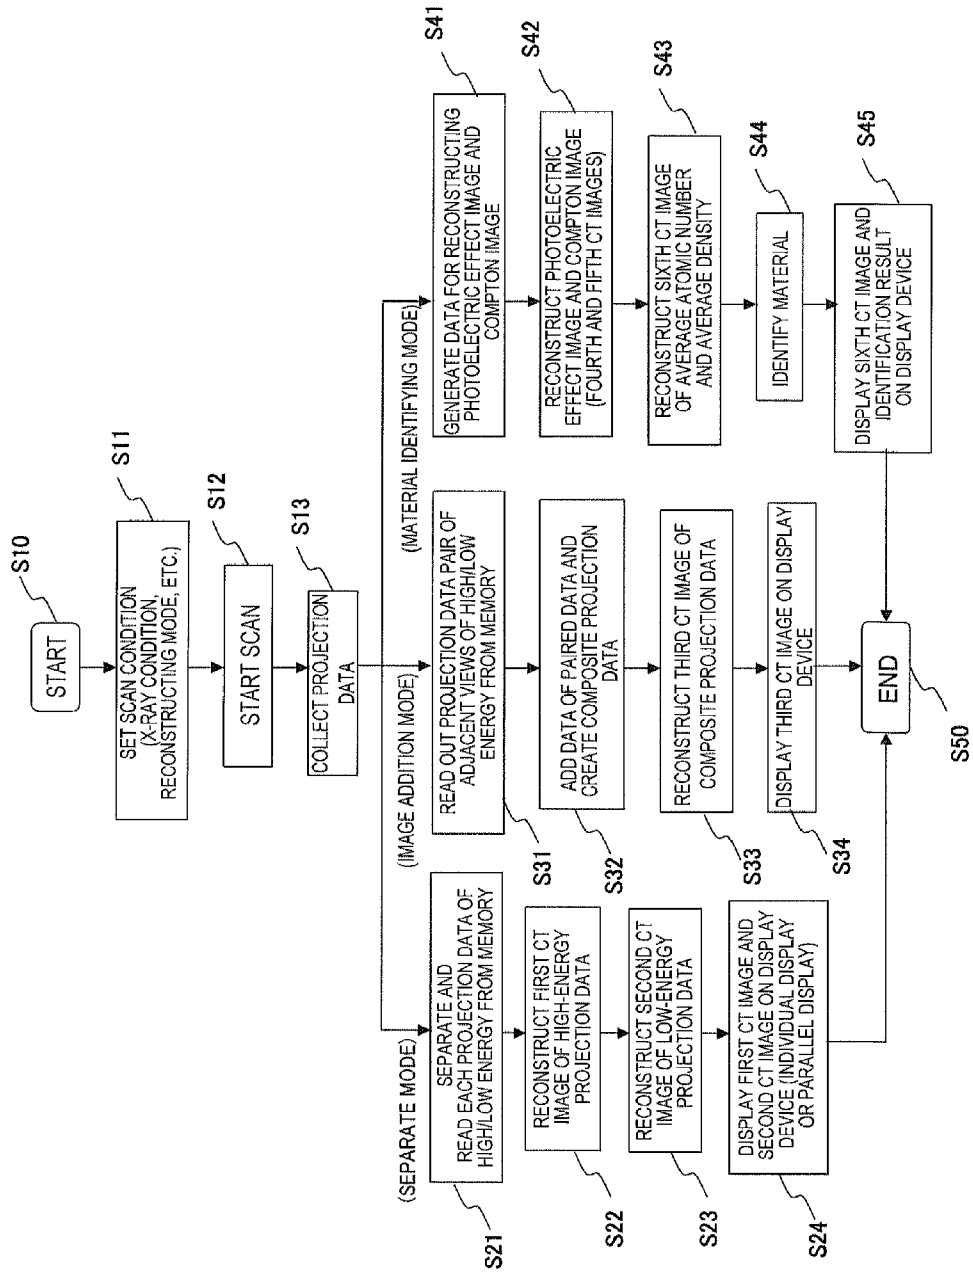 START
S10
SET SCAN CONDITION
(X-RAY CONDITION,
RECONSTRUCTING MODE, ETC.)
S11
START SCAN
S12
COLLECT PROJECTION
DATA
S13
(SEPARATE MODE)
SEPARATE AND
READ EACH PROJECTION DATA OF
HIGH/LOW ENERGY FROM MEMORY
S21
RECONSTRUCT FIRST CT
IMAGE OF HIGH-ENERGY
PROJECTION DATA
S22
RECONSTRUCT SECOND CT
IMAGE OF LOW-ENERGY
PROJECTION DATA
S23
DISPLAY FIRST CT IMAGE AND
SECOND CT IMAGE ON DISPLAY
DEVICE (INDIVIDUAL DISPLAY
OR PARALLEL DISPLAY)
S24
(IMAGE ADDITION MODE)
READ OUT PROJECTION DATA PAIR OF
ADJACENT VIEWS OF HIGH/LOW
ENERGY FROM MEMORY
S31
ADD DATA OF PAIRED DATA AND
CREATE COMPOSITE PROJECTION
DATA
S32
RECONSTRUCT THIRD CT IMAGE OF
COMPOSITE PROJECTION DATA
S33
DISPLAY THIRD CT IMAGE ON DISPLAY
DEVICE
S34
(MATERIAL IDENTIFYING MODE)
GENERATE DATA FOR RECONSTRUCTING
PHOTOELECTRIC EFFECT IMAGE AND
COMPTON IMAGE
S41
RECONSTRUCT PHOTOELECTRIC
EFFECT IMAGE AND COMPTON IMAGE
(FOURTH AND FIFTH CT IMAGES)
S42
RECONSTRUCT SIXTH CT IMAGE
OF AVERAGE ATOMIC NUMBER
AND AVERAGE DENSITY
S43
IDENTIFY MATERIAL
S44
DISPLAY SIXTH CT IMAGE AND
IDENTIFICATION RESULT
ON DISPLAY DEVICE
S45
END
S50